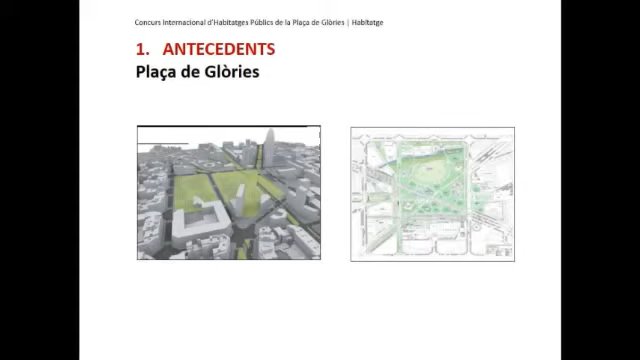 Concurs Internacional d'Habitatges Públics de la Plaça de Glòries | Habitatge
1. ANTECEDENTS
Plaça de Glòries